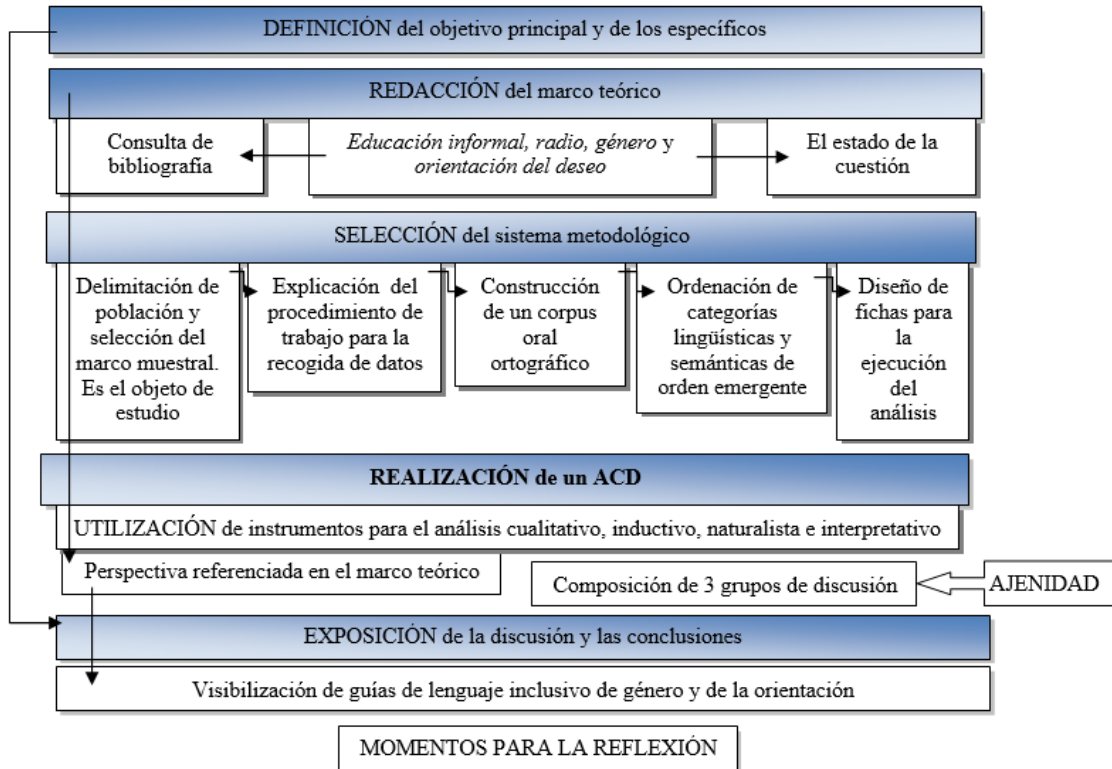 DEFINICIÓN del objetivo principal y de los específicos
REDACCIÓN del marco teórico
Consulta de
bibliografía
Educación informal, radio, género y
orientación del deseo
El estado de la
cuestión
SELECCIÓN del sistema metodológico
Delimitación de
población y
selección del
marco muestral.
Es el objeto de
estudio
Explicación del
procedimiento de
trabajo para la
recogida de datos
Construcción
de un corpus
oral
ortográfico
Ordenación de
categorías
lingüísticas y
semánticas de
orden emergente
Diseño de
fichas para
la
ejecución
del
análisis
REALIZACIÓN de un ACD
UTILIZACIÓN de instrumentos para el análisis cualitativo, inductivo, naturalista e interpretativo
Perspectiva referenciada en el marco teórico
Composición de 3 grupos de discusión
AJENIDAD
EXPOSICIÓN de la discusión y las conclusiones
Visibilización de guías de lenguaje inclusivo de género y de la orientación
MOMENTOS PARA LA REFLEXIÓN